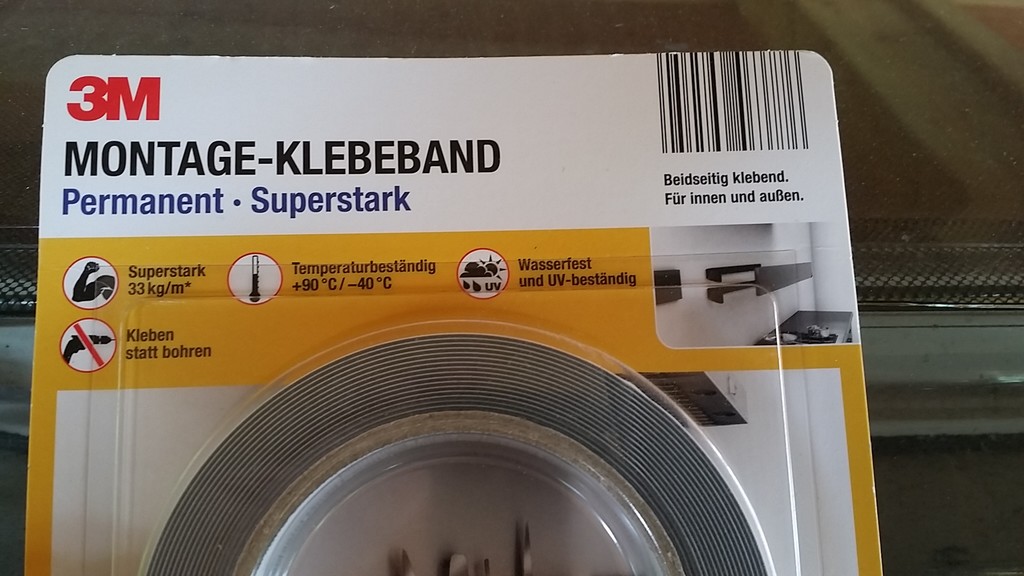 3M
MONTAGE-KLEBEBAND
Permanent · Superstark
Beidseitig klebend.
Für innen und außen.
Superstark
33 kg/m*
Temperaturbeständig
+90 °C / –40 °C
Wasserfest
und UV-beständig
UV
Kleben
statt bohren